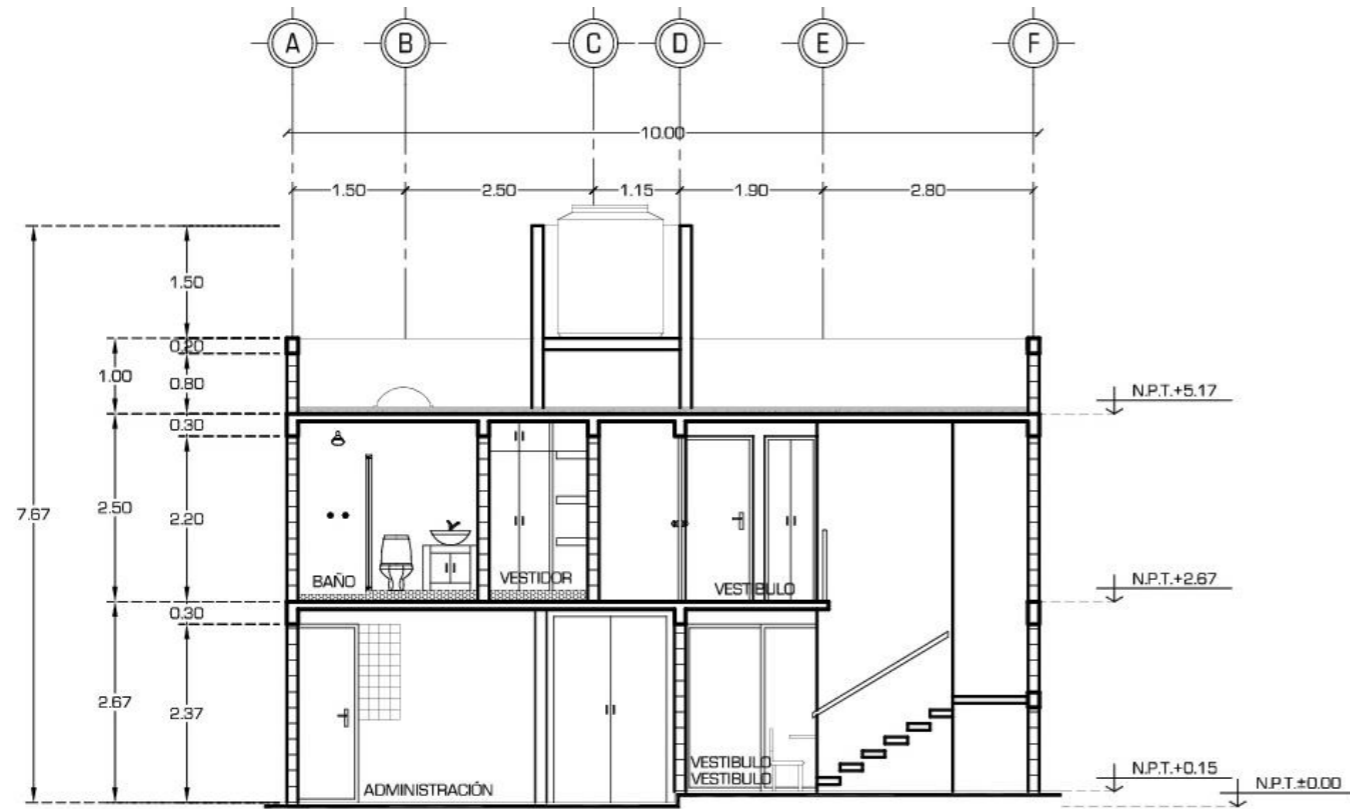 A B C D E F
10.00
1.50 2.50 1.15 1.90 2.80
1.50
0.20
1.00
0.80
N.P.T.+5.17
0.30
7.67
2.50
2.20
BAÑO
VESTIDOR
VESTIBULO
N.P.T.+2.67
0.30
2.67
2.37
VESTIBULO
VESTIBULO
ADMINISTRACIÓN
N.P.T.+0.15
N.P.T.±0.00